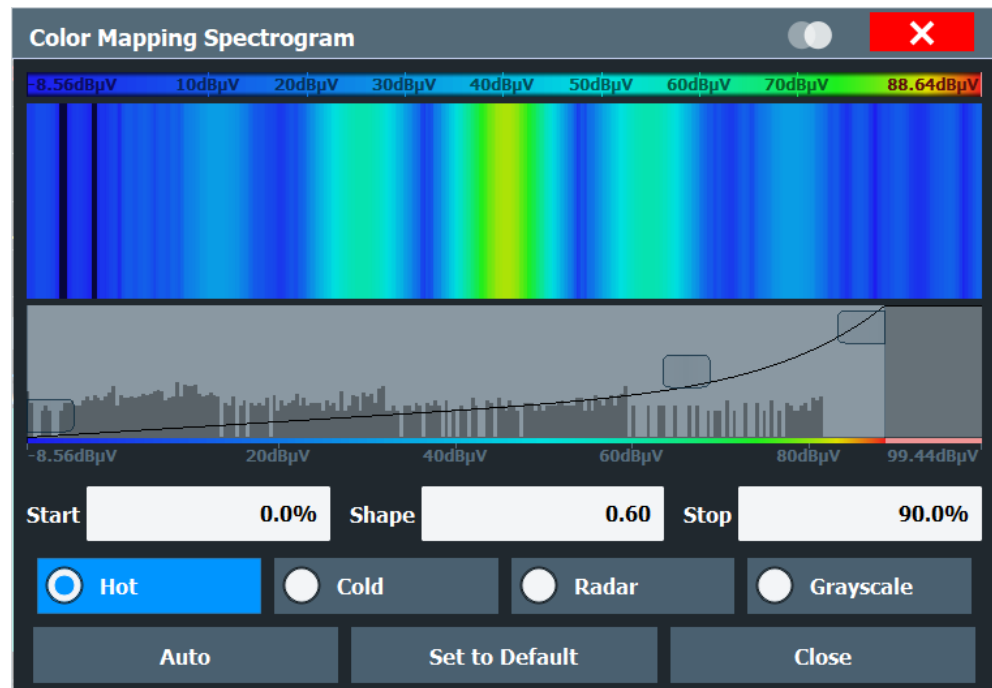 Color Mapping Spectrogram
-8.56dBµV 10dBµV 20dBµV 30dBµV 40dBµV 50dBµV 60dBµV 70dBµV 88.64dBµV
-8.56dBµV 20dBµV 40dBµV 60dBµV 80dBµV 99.44dBµV
Start 0.0% Shape 0.60 Stop 90.0%
Hot Cold Radar Grayscale
Auto Set to Default Close